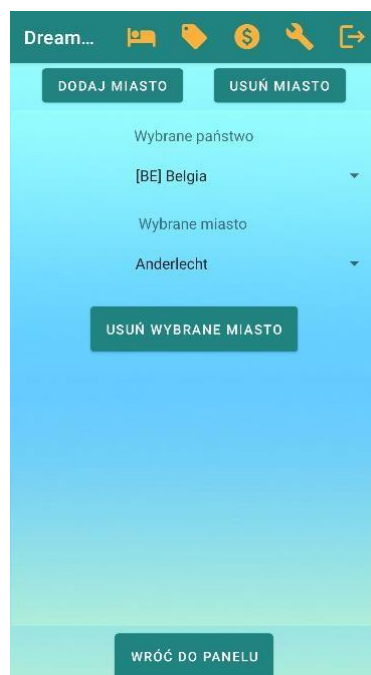 Dream...
DODAJ MIASTO
USUŃ MIASTO
Wybrane państwo
[BE] Belgia
Wybrane miasto
Anderlecht
USUŃ WYBRANE MIASTO
WRÓĆ DO PANELU